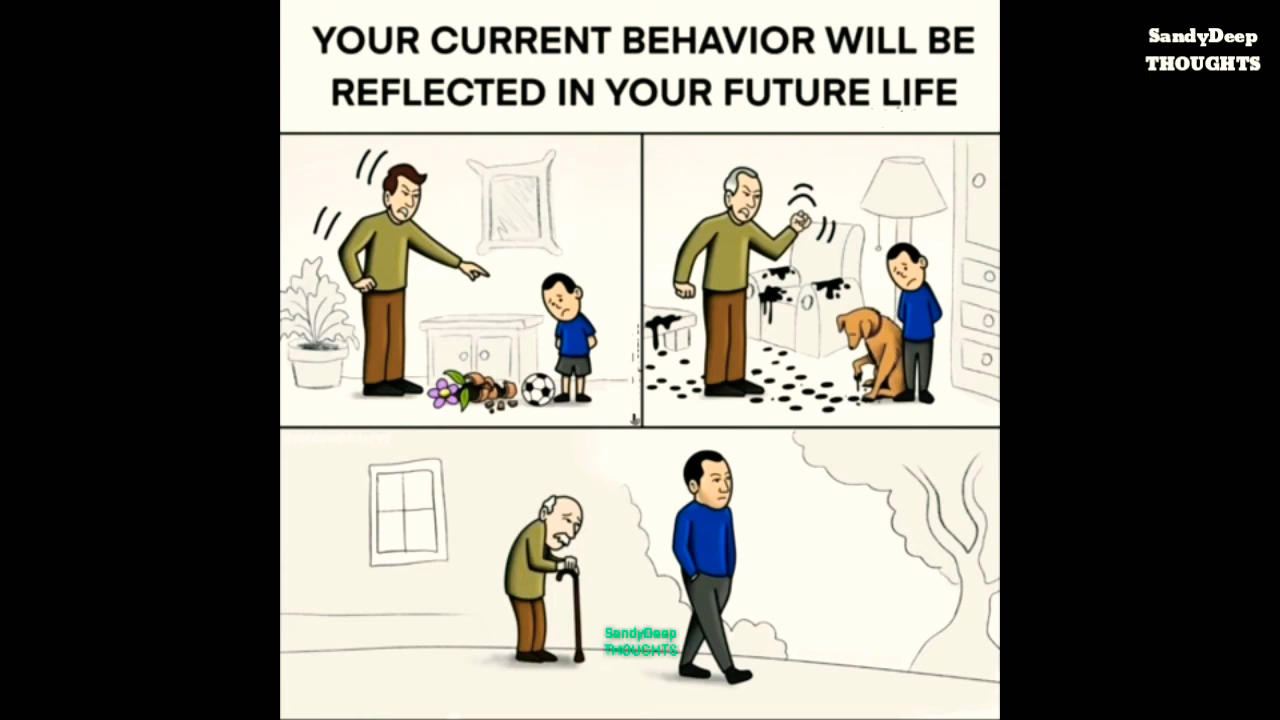 YOUR CURRENT BEHAVIOR WILL BE
REFLECTED IN YOUR FUTURE LIFE
SandyDeep
THOUGHTS
SandyDeep
THOUGHTS